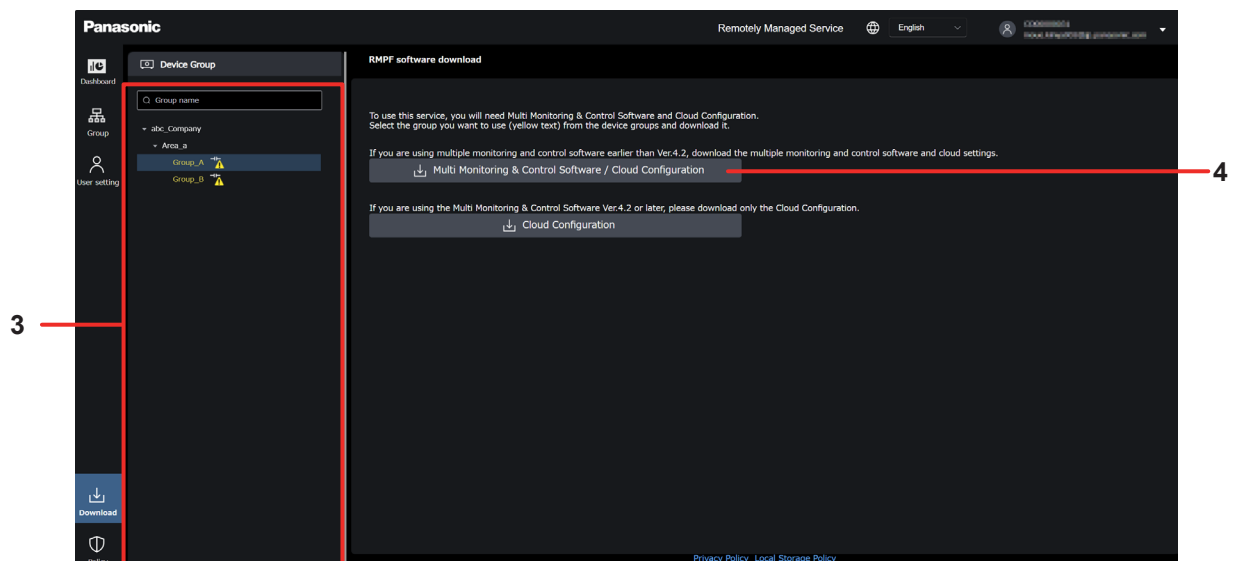 Panasonic
Remotely Managed Service
English
Dashboard
Group
User setting
Download
Device Group
Group name
abc_Company
Area_a
Group_A
Group_B
RMPF software download
To use this service, you will need Multi Monitoring & Control Software and Cloud Configuration.
Select the group you want to use (yellow text) from the device groups and download it.
If you are using multiple monitoring and control software earlier than Ver.4.2, download the multiple monitoring and control software and cloud settings.
Multi Monitoring & Control Software / Cloud Configuration
If you are using the Multi Monitoring & Control Software Ver.4.2 or later, please download only the Cloud Configuration.
Cloud Configuration
Privacy Policy Local Storage Policy
3
4